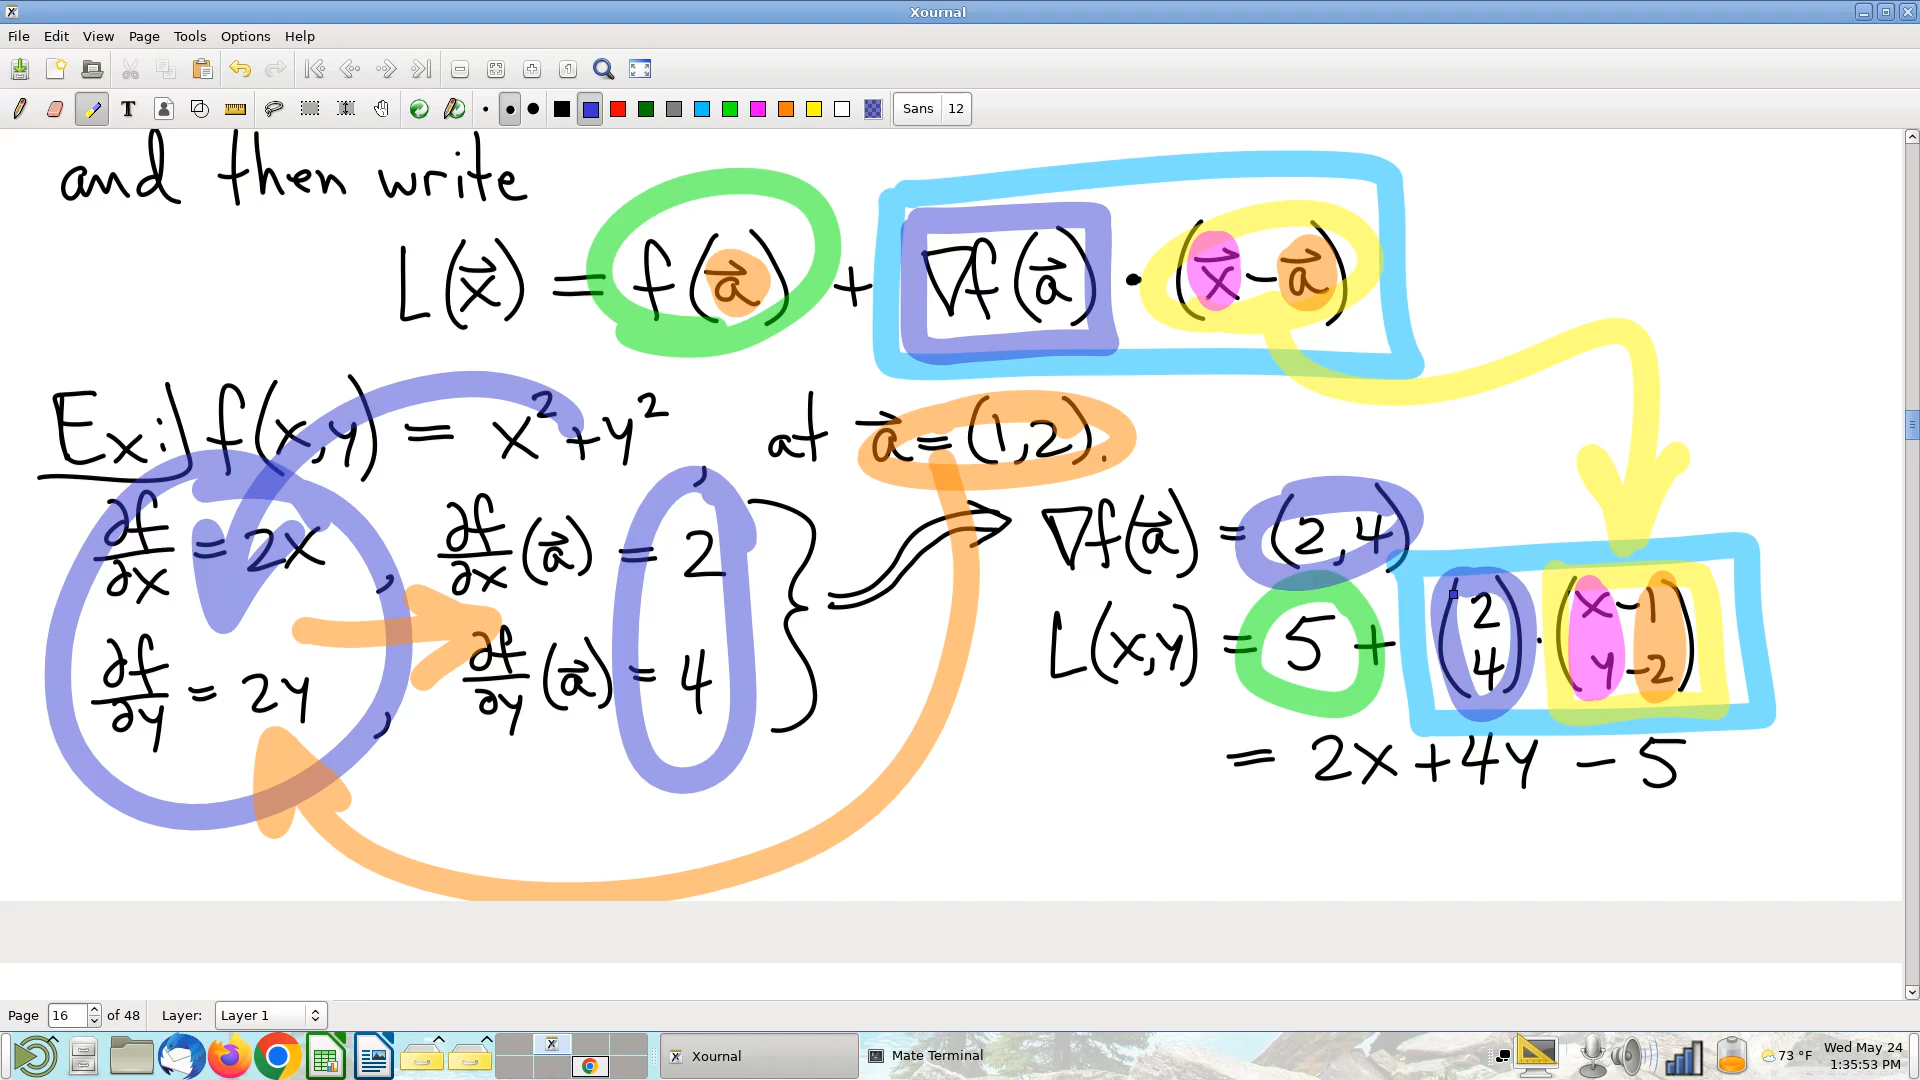 Xournal
File Edit View Page Tools Options Help
Sans 12
and then write
L(x⃗) = f(a⃗) + ∇f(a⃗) · (x⃗ − a⃗)
Ex:) f(x,y) = x² + y² at a⃗ = (1,2).
∂f/∂x = 2x, ∂f/∂x (a⃗) = 2,
∂f/∂y = 2y, ∂f/∂y (a⃗) = 4
⇒ ∇f(a⃗) = (2,4)
L(x,y) = 5 + (2 4) · (x−1 y−2)
= 2x + 4y − 5
Page 16 of 48 Layer: Layer 1
Xournal
Mate Terminal
73 °F
Wed May 24
1:35:53 PM